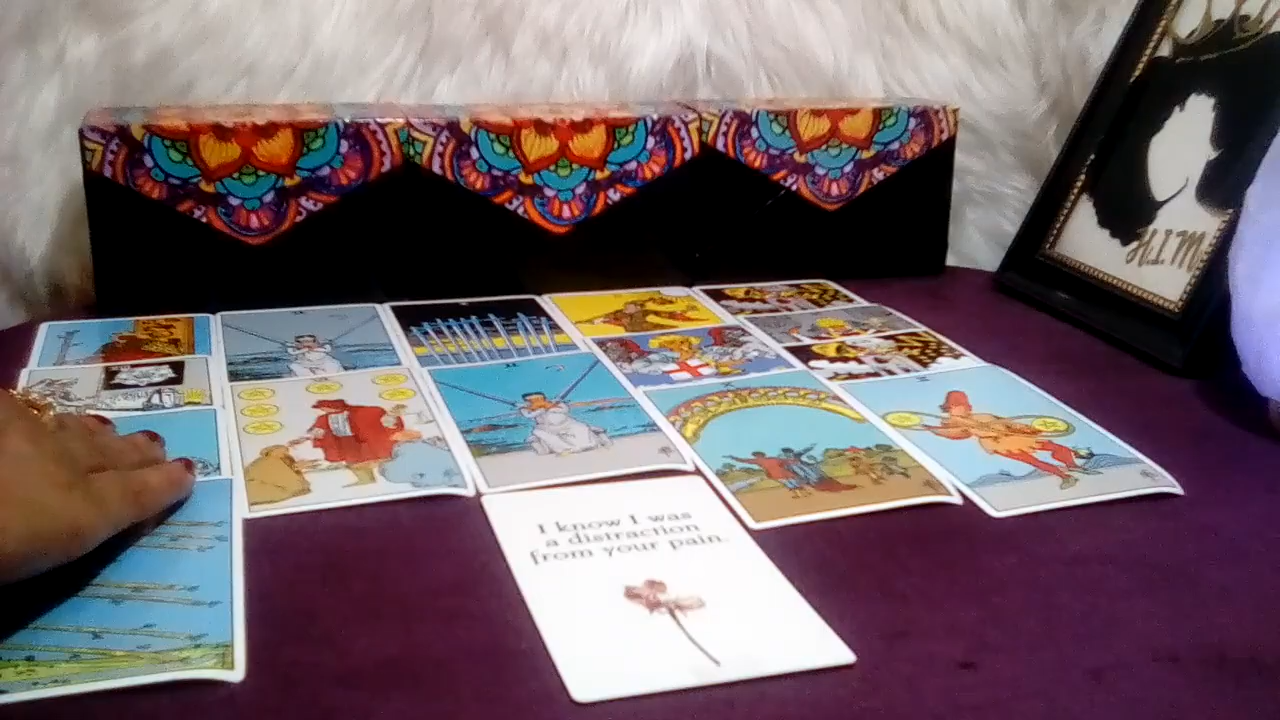 H.I.M
I know I was
a distraction
from your pain.